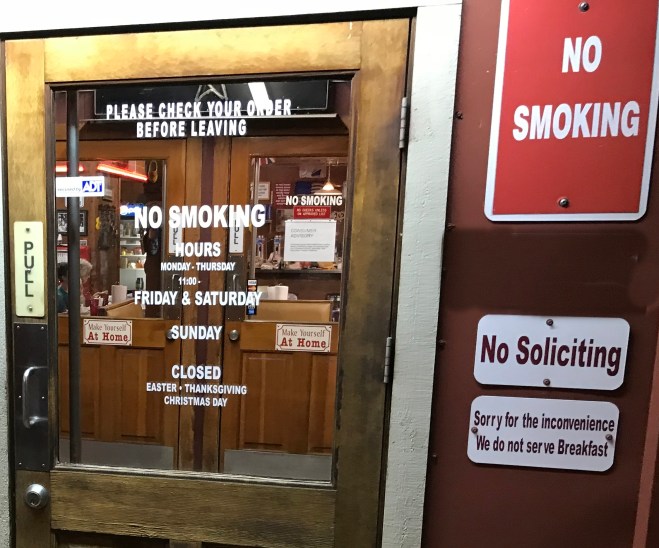 PLEASE CHECK YOUR ORDER
BEFORE LEAVING
ADT
PULL
NO SMOKING
HOURS
MONDAY - THURSDAY
11:00 -
FRIDAY & SATURDAY
SUNDAY
CLOSED
EASTER • THANKSGIVING
CHRISTMAS DAY
NO SMOKING
Make Yourself
At Home
Make Yourself
At Home
NO
SMOKING
No Soliciting
Sorry for the inconvenience
We do not serve Breakfast